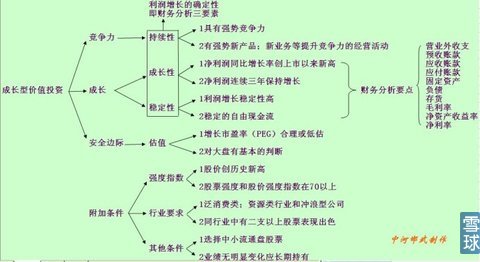 利润增长的确定性
即财务分析三要素
成长型价值投资
竞争力
持续性
1具有强势竞争力
2有强势新产品；新业务等提升竞争力的经营活动
成长
成长性
1净利润同比增长率创上市以来新高
2净利润连续三年保持增长
稳定性
1利润增长稳定性高
2稳定的自由现金流
财务分析要点
营业外收支
预收账款
应收账款
应付账款
固定资产
负债
存货
毛利率
净资产收益率
净利率
安全边际
估值
1增长市盈率（PEG）合理或低估
2对大盘有基本的判断
附加条件
强度指数
1股价创历史新高
2股票强度和股价强度指数在70以上
行业要求
1泛消费类；资源类行业和冲浪型公司
2同行业中有二支以上股票表现出色
其他条件
1选择中小流通盘股票
2业绩无明显变化应长期持有
雪球